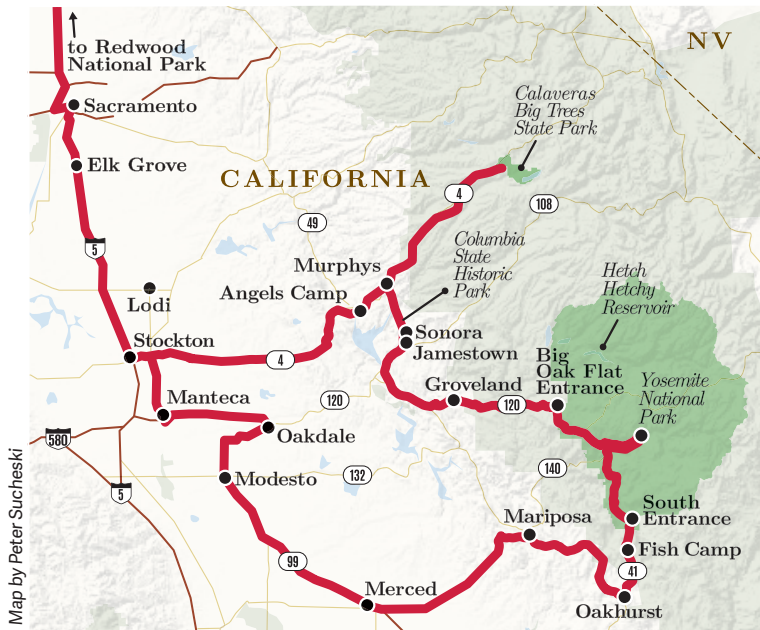 to Redwood
National Park
NV
Sacramento
Calaveras
Big Trees
State Park
Elk Grove
CALIFORNIA
4
108
49
5
Columbia
State
Historic
Park
Murphys
Hetch
Hetchy
Reservoir
Angels Camp
Lodi
Sonora
Stockton
Jamestown
4
Big
Oak Flat
Entrance
Yosemite
National
Park
Groveland
Manteca
120
120
Oakdale
580
140
132
Modesto
5
South
Entrance
Mariposa
Fish Camp
99
41
Merced
Oakhurst
Map by Peter Sucheski